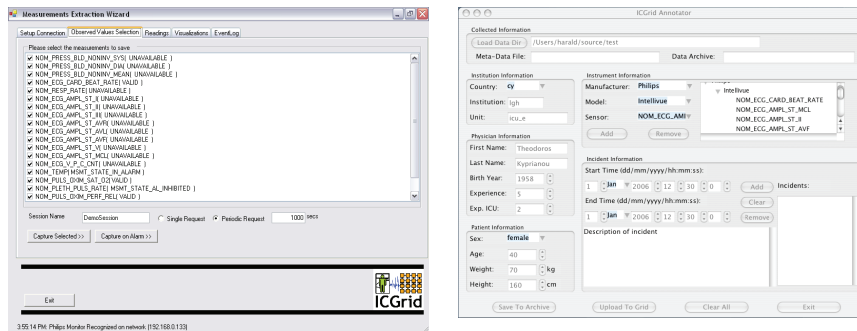 Measurements Extraction Wizard
Setup Connection Observed Values Selection Readings Visualizations EventLog
Please select the measurements to save
NOM_PRESS_BLD_NONINV_SYS( UNAVAILABLE )
NOM_PRESS_BLD_NONINV_DIA( UNAVAILABLE )
NOM_PRESS_BLD_NONINV_MEAN( UNAVAILABLE )
NOM_ECG_CARD_BEAT_RATE( VALID )
NOM_RESP_RATE( UNAVAILABLE )
NOM_ECG_AMPL_ST_I( UNAVAILABLE )
NOM_ECG_AMPL_ST_II( UNAVAILABLE )
NOM_ECG_AMPL_ST_III( UNAVAILABLE )
NOM_ECG_AMPL_ST_AVR( UNAVAILABLE )
NOM_ECG_AMPL_ST_AVL( UNAVAILABLE )
NOM_ECG_AMPL_ST_AVF( UNAVAILABLE )
NOM_ECG_AMPL_ST_V( UNAVAILABLE )
NOM_ECG_AMPL_ST_MCL( UNAVAILABLE )
NOM_ECG_V_P_C_CNT( UNAVAILABLE )
NOM_TEMP( MSMT_STATE_IN_ALARM )
NOM_PULS_OXIM_SAT_O2( VALID )
NOM_PLETH_PULS_RATE( MSMT_STATE_AL_INHIBITED )
NOM_PULS_OXIM_PERF_REL( VALID )
Session Name DemoSession Single Request Periodic Request 1000 secs
Capture Selected >> Capture on Alarm >>
Exit
ICGrid
3:55:14 PM: Philips Monitor Recognized on network (192.168.0.133)
ICGrid Annotator
Collected Information
Load Data Dir /Users/harald/source/test
Meta-Data File: Data Archive:
Institution Information
Country: cy
Institution: lgh
Unit: icu_e
Instrument Information
Manufacturer: Philips
Model: Intellivue
Sensor: NOM_ECG_AMI
Add Remove
Intellivue
NOM_ECG_CARD_BEAT_RATE
NOM_ECG_AMPL_ST_MCL
NOM_ECG_AMPL_ST_II
NOM_ECG_AMPL_ST_AVF
Physician Information
First Name: Theodoros
Last Name: Kyprianou
Birth Year: 1958
Experience: 5
Exp. ICU: 2
Incident Information
Start Time (dd/mm/yyyy/hh:mm:ss):
1 Jan 2006 12 30 0 Add Incidents:
End Time (dd/mm/yyyy/hh:mm:ss): Clear
1 Jan 2006 12 30 0 Remove
Description of incident
Patient Information
Sex: female
Age: 40
Weight: 70 kg
Height: 160 cm
Save To Archive Upload To Grid Clear All Exit